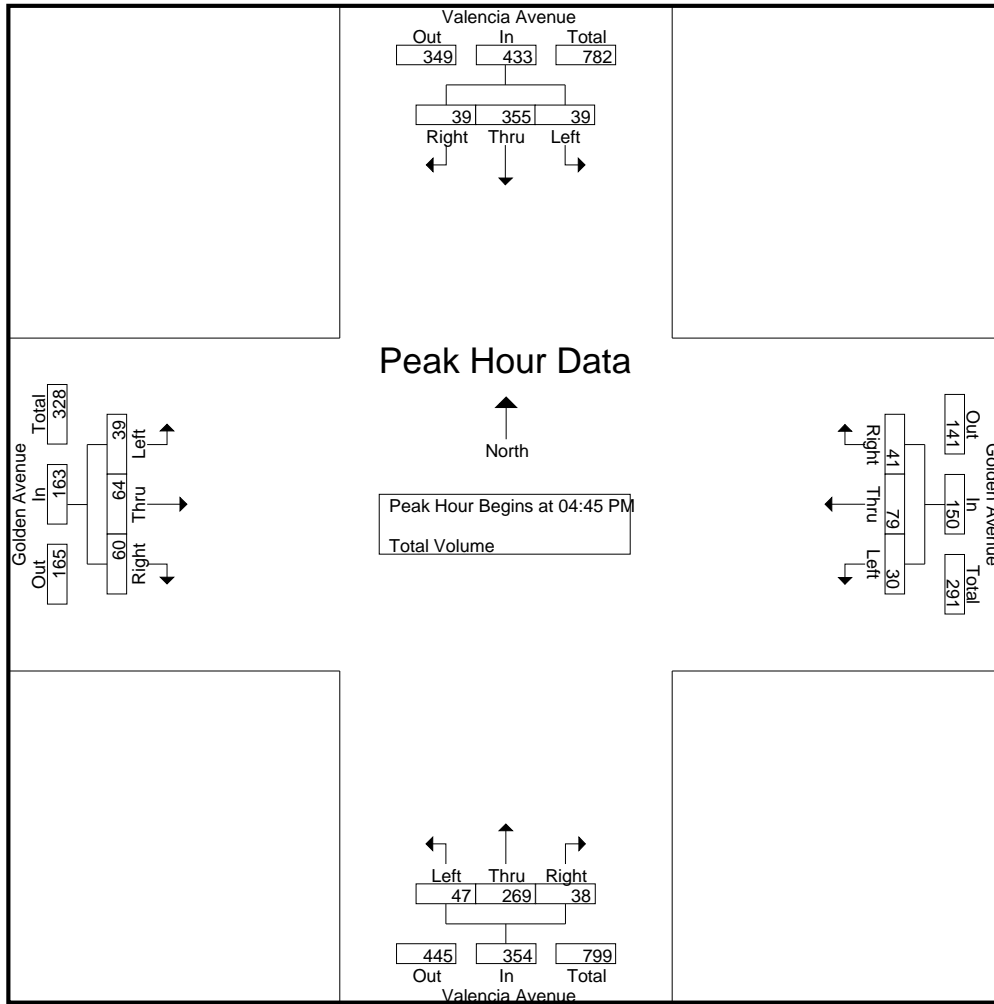 Valencia Avenue
Out In Total
349 433 782
39 355 39
Right Thru Left
Peak Hour Data
North
Peak Hour Begins at 04:45 PM
Total Volume
Golden Avenue
Out In Total
165 163 328
60 64 39
Right Thru Left
Golden Avenue
Out In Total
141 150 291
41 79 30
Right Thru Left
Left Thru Right
47 269 38
445 354 799
Out In Total
Valencia Avenue